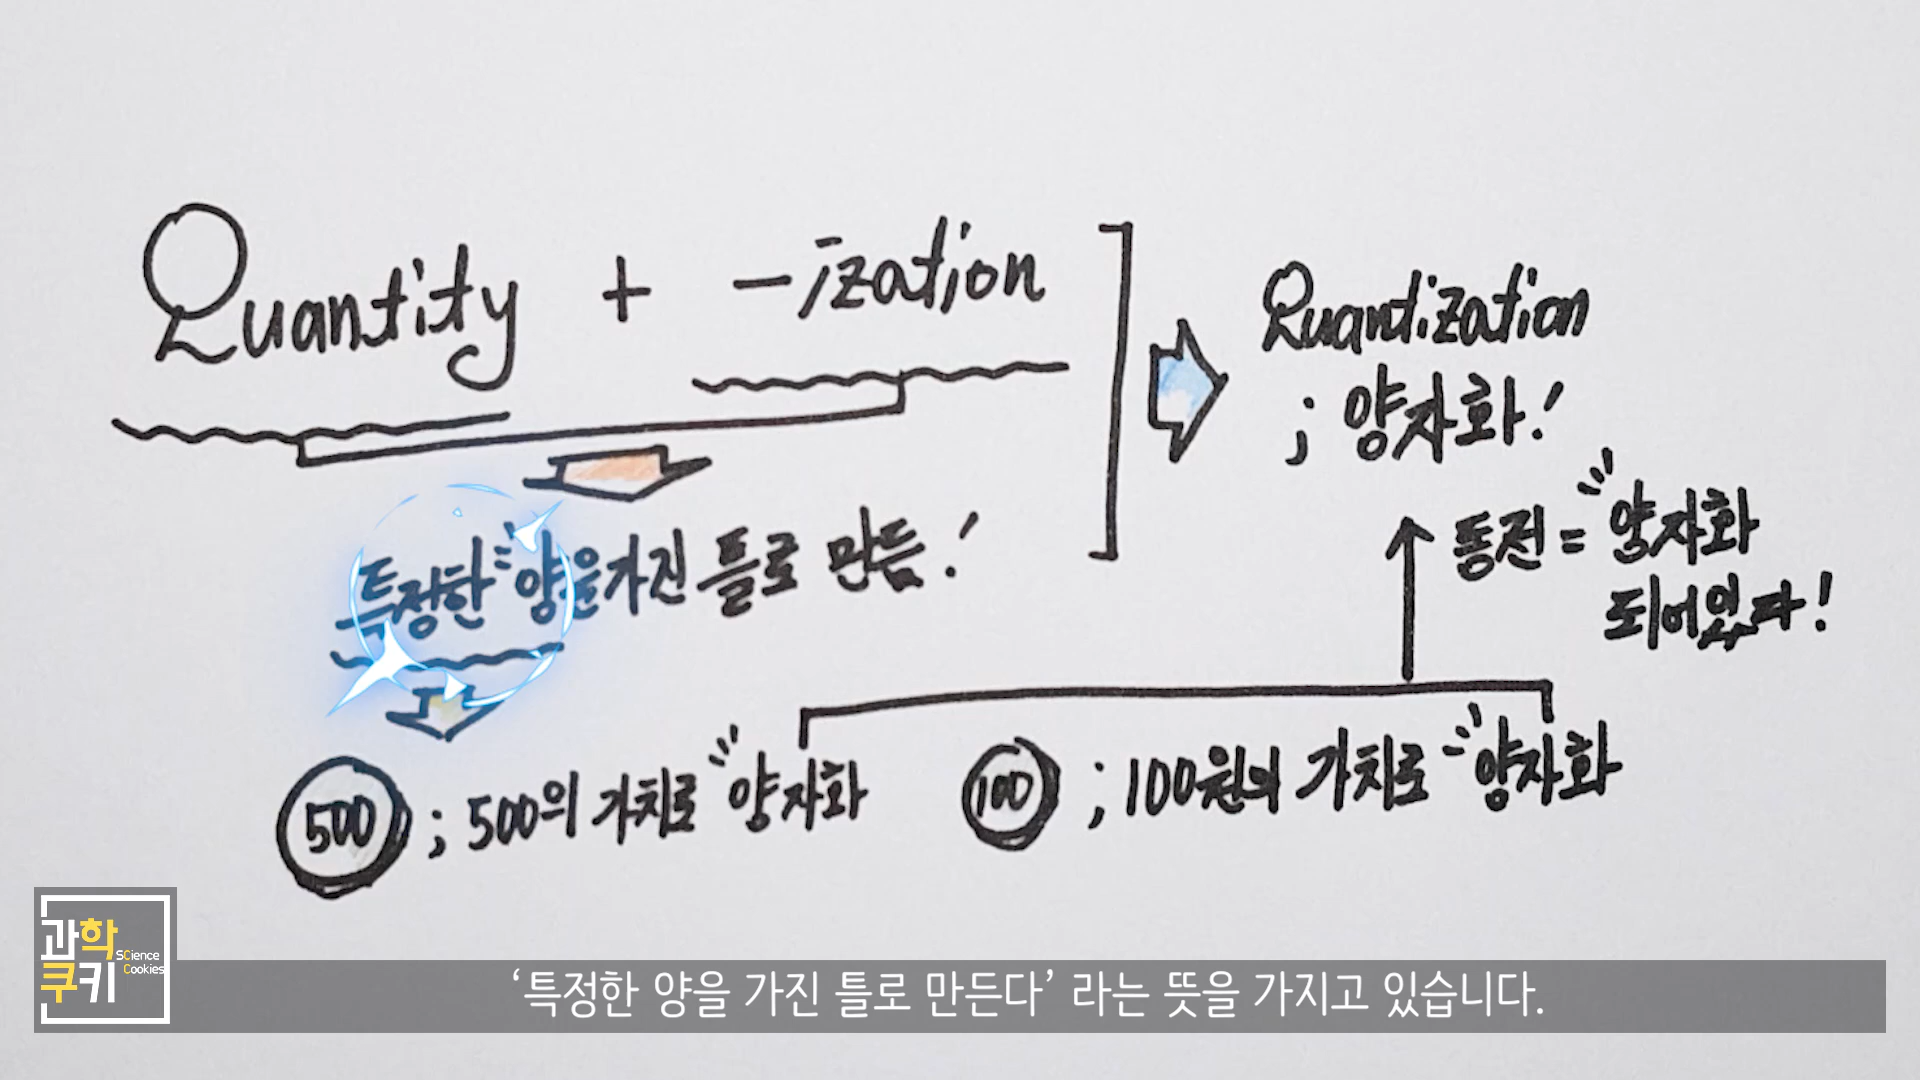 Quantity + -ization
Quantization
; 양자화!
특정한 "양을 가진 틀로 만듦!
동전 = "양자화
되어있다!
500 ; 500의 가치로 "양자화
100 ; 100원의 가치로 "양자화
과학
쿠키
SCience
Cookies
‘특정한 양을 가진 틀로 만든다’ 라는 뜻을 가지고 있습니다.